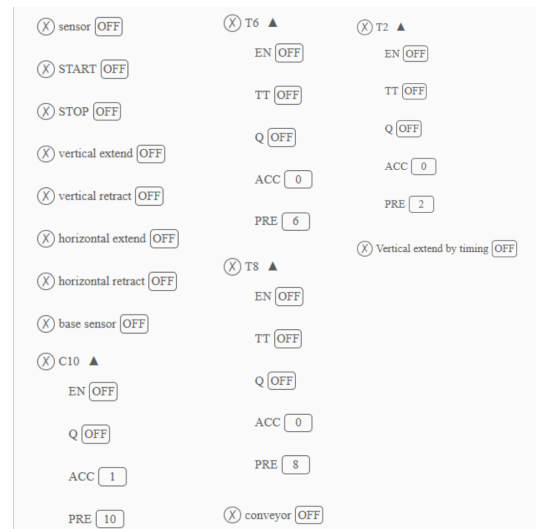 X sensor OFF
X START OFF
X STOP OFF
X vertical extend OFF
X vertical retract OFF
X horizontal extend OFF
X horizontal retract OFF
X base sensor OFF
X C10 ▲
EN OFF
Q OFF
ACC 1
PRE 10
X T6 ▲
EN OFF
TT OFF
Q OFF
ACC 0
PRE 6
X T8 ▲
EN OFF
TT OFF
Q OFF
ACC 0
PRE 8
X conveyor OFF
X T2 ▲
EN OFF
TT OFF
Q OFF
ACC 0
PRE 2
X Vertical extend by timing OFF